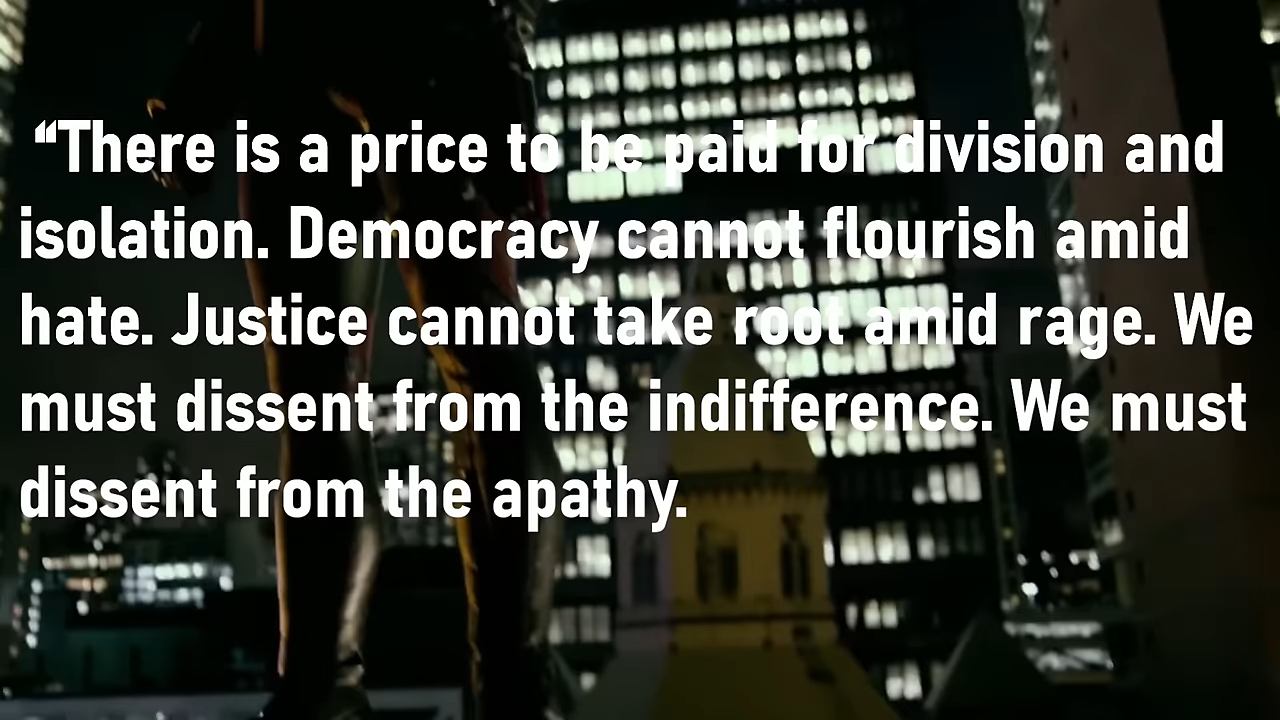 “There is a price to be paid for division and
isolation. Democracy cannot flourish amid
hate. Justice cannot take root amid rage. We
must dissent from the indifference. We must
dissent from the apathy.